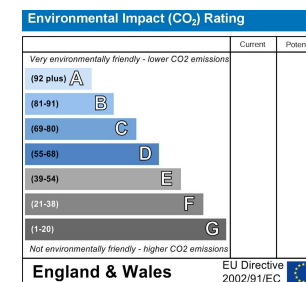 Environmental Impact (CO₂) Rating
Current Poten
Very environmentally friendly - lower CO2 emissions
(92 plus) A
(81-91) B
(69-80) C
(55-68) D
(39-54) E
(21-38) F
(1-20) G
Not environmentally friendly - higher CO2 emissions
England & Wales
EU Directive
2002/91/EC